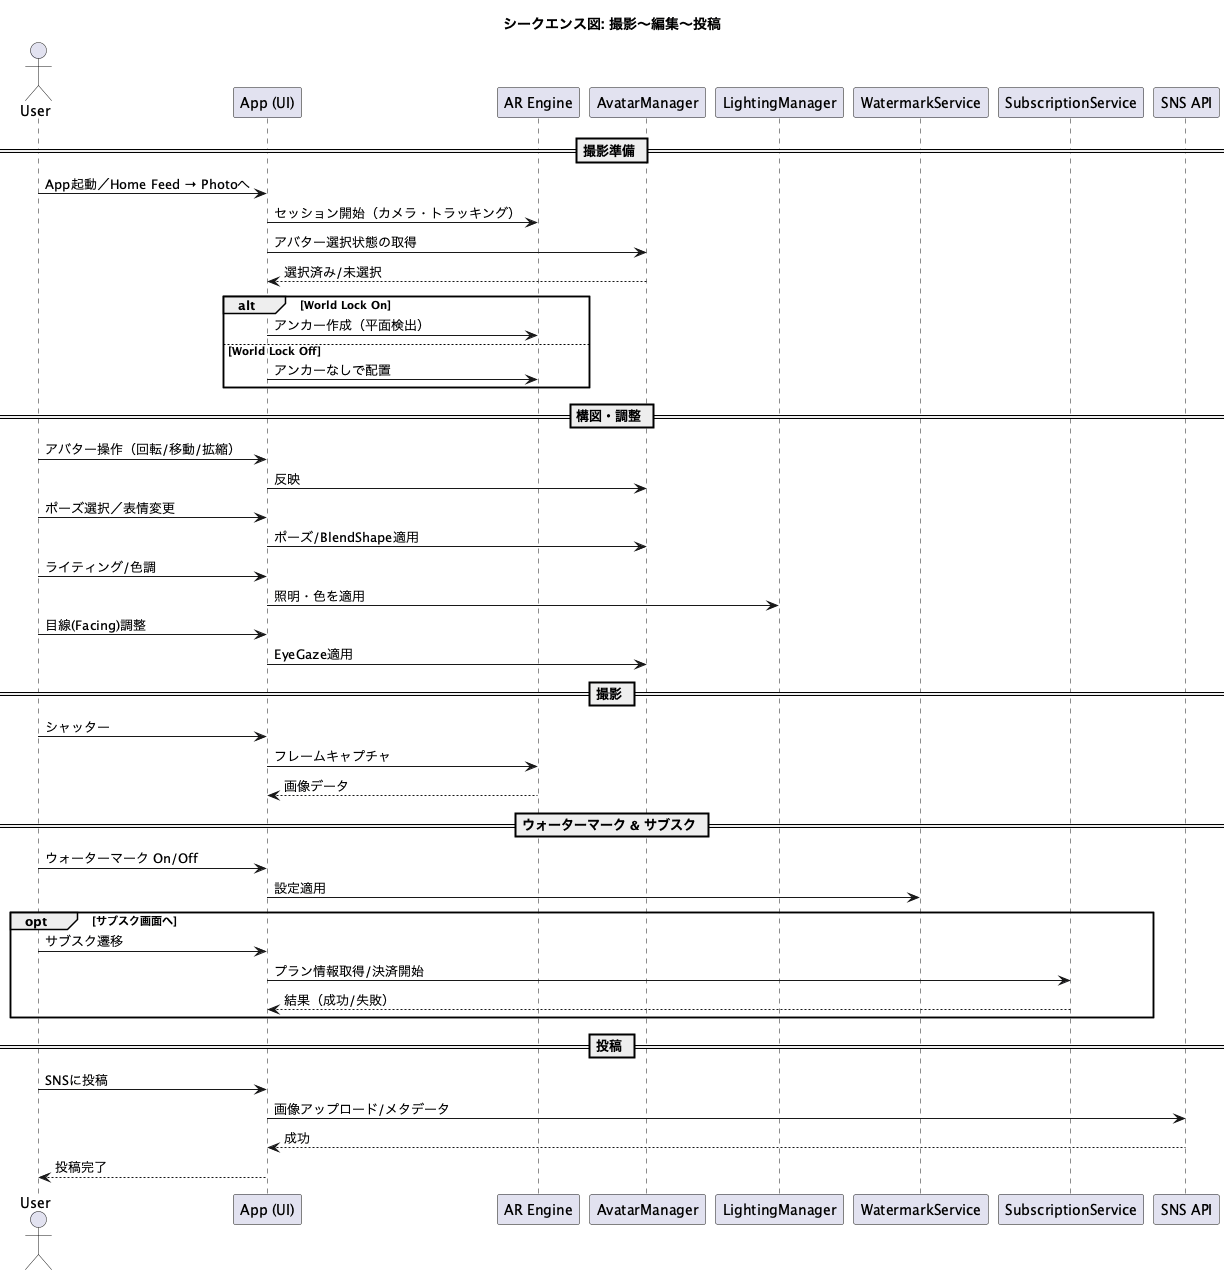 シークエンス図: 撮影〜編集〜投稿
User
App (UI)
AR Engine
AvatarManager
LightingManager
WatermarkService
SubscriptionService
SNS API
撮影準備
App起動／Home Feed → Photoへ
セッション開始（カメラ・トラッキング）
アバター選択状態の取得
選択済み/未選択
alt
[World Lock On]
アンカー作成（平面検出）
[World Lock Off]
アンカーなしで配置
構図・調整
アバター操作（回転/移動/拡縮）
反映
ポーズ選択／表情変更
ポーズ/BlendShape適用
ライティング/色調
照明・色を適用
目線(Facing)調整
EyeGaze適用
撮影
シャッター
フレームキャプチャ
画像データ
ウォーターマーク & サブスク
ウォーターマーク On/Off
設定適用
opt
[サブスク画面へ]
サブスク遷移
プラン情報取得/決済開始
結果（成功/失敗）
投稿
SNSに投稿
画像アップロード/メタデータ
成功
投稿完了
User
App (UI)
AR Engine
AvatarManager
LightingManager
WatermarkService
SubscriptionService
SNS API